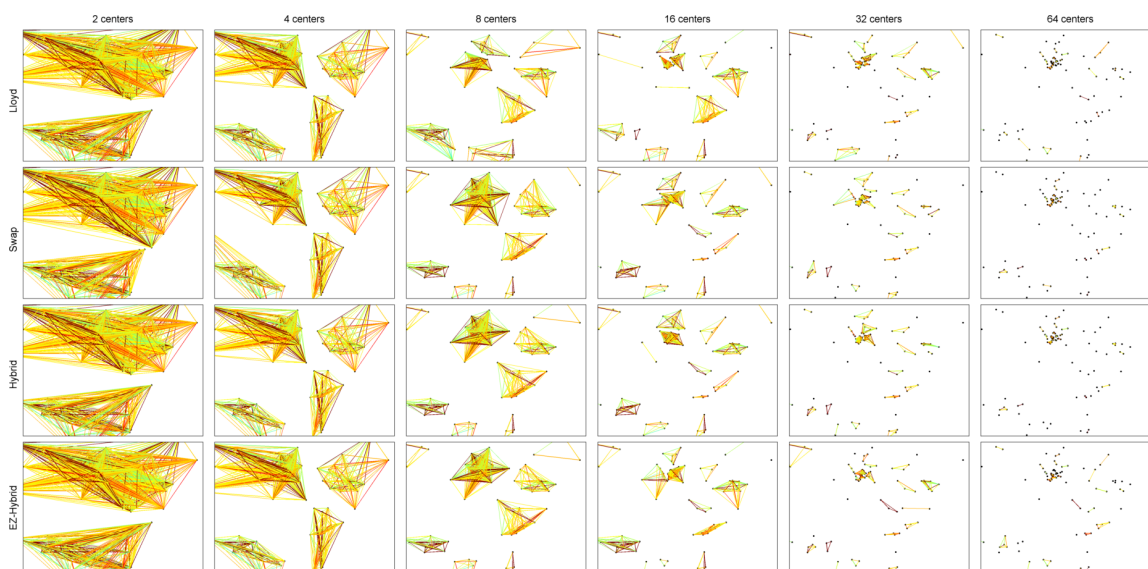 2 centers
4 centers
8 centers
16 centers
32 centers
64 centers
Lloyd
Swap
Hybrid
EZ-Hybrid